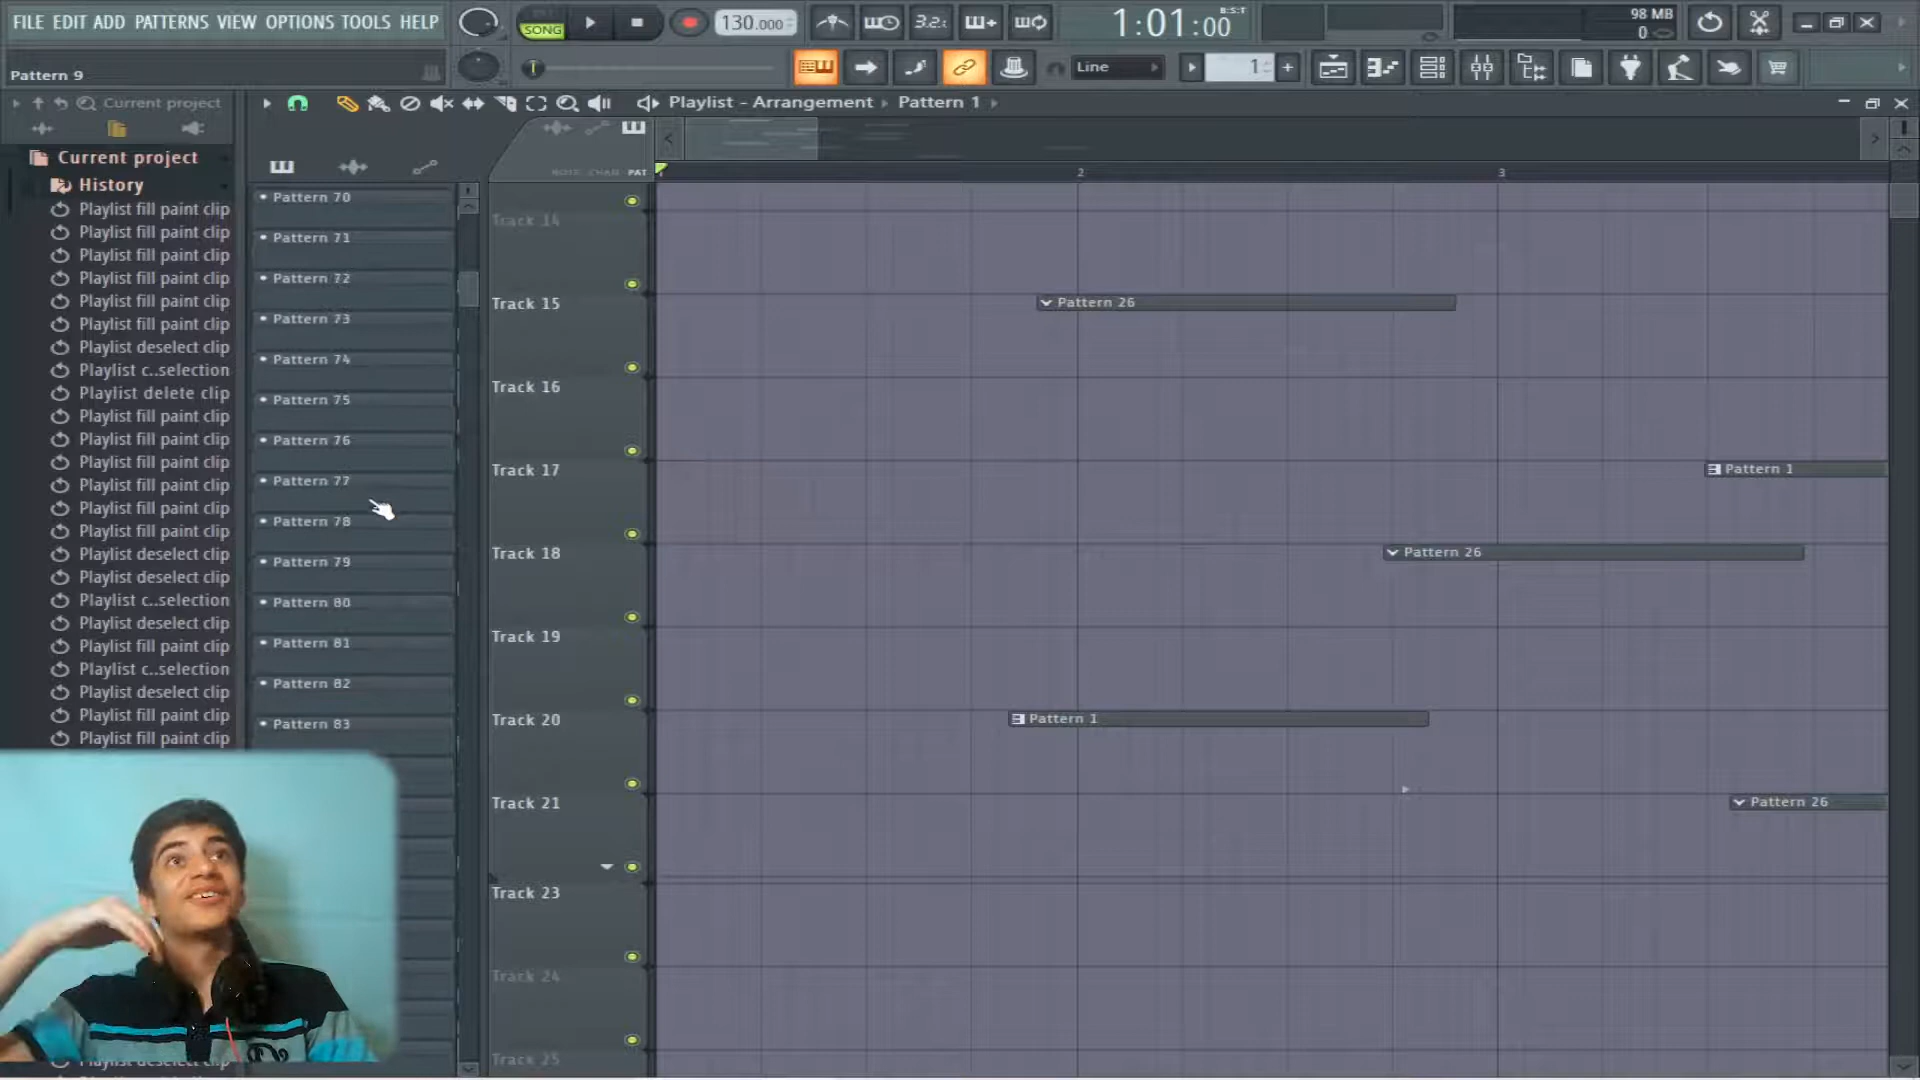 FILE EDIT ADD PATTERNS VIEW OPTIONS TOOLS HELP
SONG
130.000
3.2:
1:01:00
B:S:T
98 MB
0
Pattern 9
Line
1
Current project
Playlist - Arrangement Pattern 1
Current project
History
Playlist fill paint clip
Playlist fill paint clip
Playlist fill paint clip
Playlist fill paint clip
Playlist fill paint clip
Playlist fill paint clip
Playlist deselect clip
Playlist c..selection
Playlist delete clip
Playlist fill paint clip
Playlist fill paint clip
Playlist fill paint clip
Playlist fill paint clip
Playlist fill paint clip
Playlist fill paint clip
Playlist deselect clip
Playlist deselect clip
Playlist c..selection
Playlist deselect clip
Playlist fill paint clip
Playlist c..selection
Playlist deselect clip
Playlist fill paint clip
Playlist fill paint clip
Playlist deselect clip
Pattern 70
Pattern 71
Pattern 72
Pattern 73
Pattern 74
Pattern 75
Pattern 76
Pattern 77
Pattern 78
Pattern 79
Pattern 80
Pattern 81
Pattern 82
Pattern 83
NOTE CHAN PAT
2
3
Track 14
Track 15
Pattern 26
Track 16
Track 17
Pattern 1
Track 18
Pattern 26
Track 19
Track 20
Pattern 1
Track 21
Pattern 26
Track 23
Track 24
Track 25